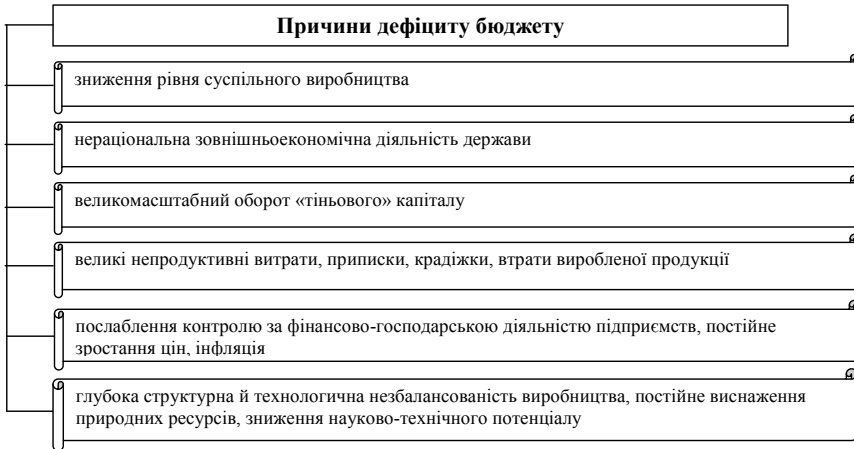 Причини дефіциту бюджету
зниження рівня суспільного виробництва
нераціональна зовнішньоекономічна діяльність держави
великомасштабний оборот «тіньового» капіталу
великі непродуктивні витрати, приписки, крадіжки, втрати виробленої продукції
послаблення контролю за фінансово-господарською діяльністю підприємств, постійне
зростання цін, інфляція
глубока структурна й технологична незбалансованість виробництва, постійне виснаження
природних ресурсів, зниження науково-технічного потенціалу